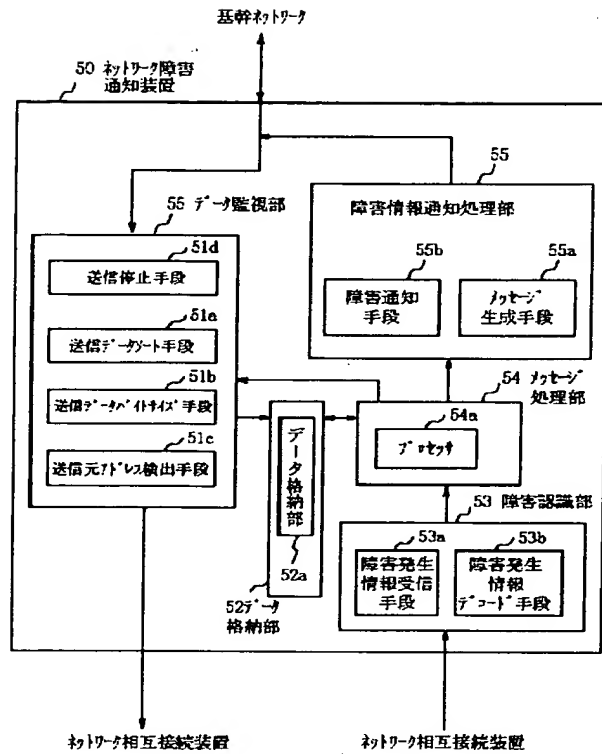 基幹ネットワーク
50 ネットワーク障害
通知装置
55
障害情報通知処理部
55b
55a
障害通知
手段
メッセージ
生成手段
55 データ監視部
51d
送信停止手段
51a
送信データソート手段
51b
送信データバイトサイズ手段
51c
送信元アドレス検出手段
54 メッセージ
処理部
54a
プロセッサ
データ格納部
52a
52データ
格納部
53 障害認識部
53a
53b
障害発生
情報受信
手段
障害発生
情報
デコード手段
ネットワーク相互接続装置
ネットワーク相互接続装置